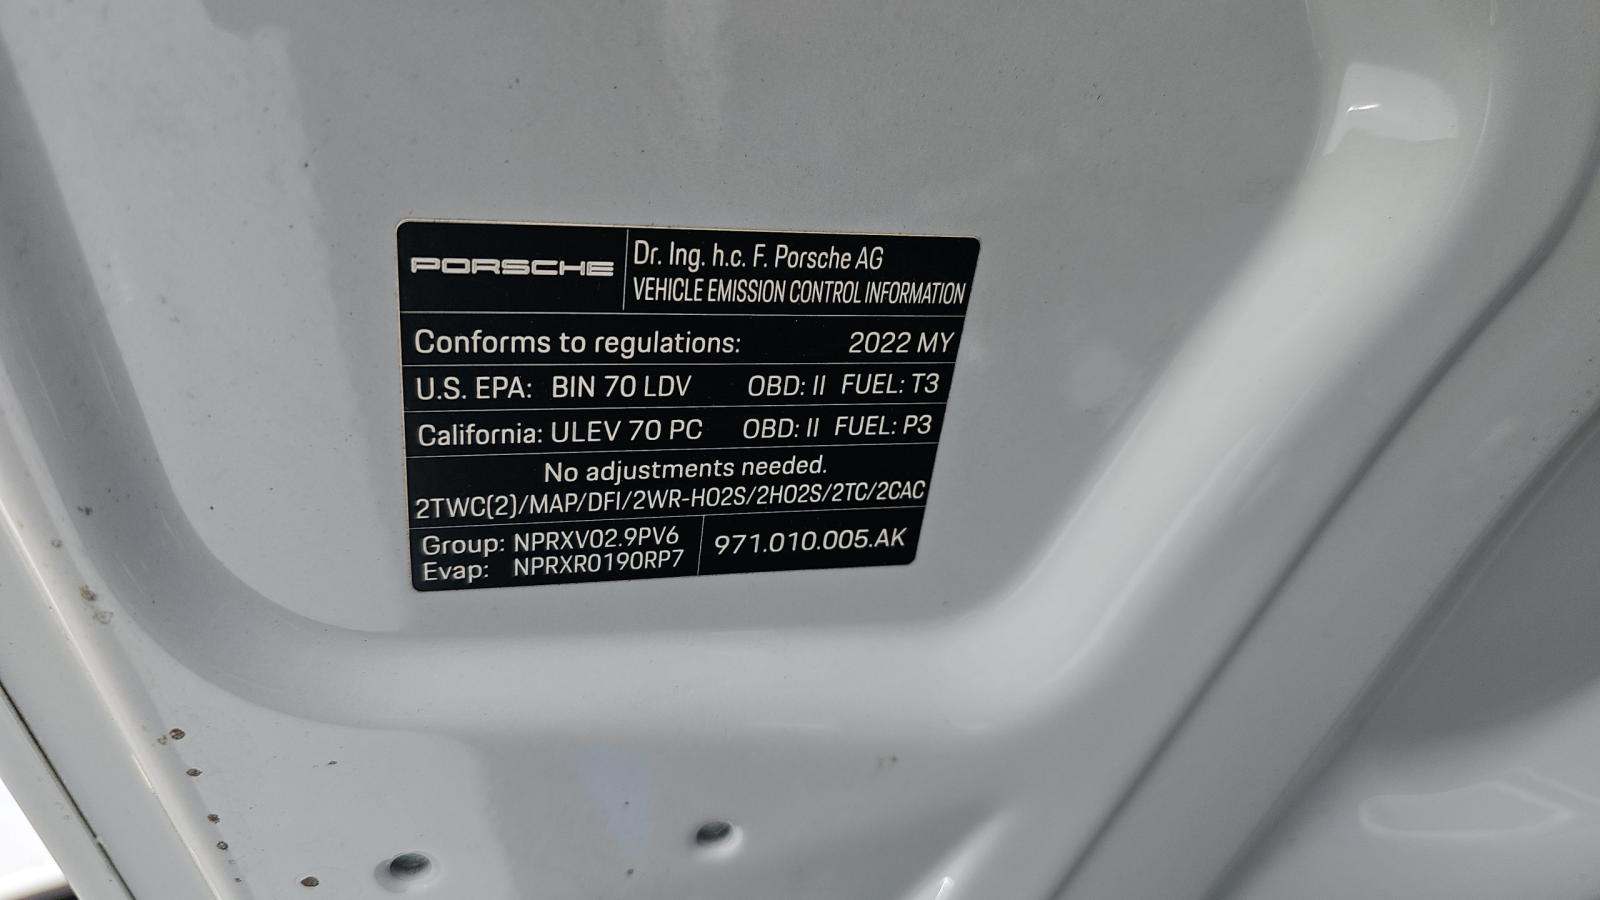 PORSCHE
Dr. Ing. h.c. F. Porsche AG
VEHICLE EMISSION CONTROL INFORMATION
Conforms to regulations: 2022 MY
U.S. EPA: BIN 70 LDV OBD: II FUEL: T3
California: ULEV 70 PC OBD: II FUEL: P3
No adjustments needed.
2TWC(2)/MAP/DFI/2WR-HO2S/2HO2S/2TC/2CAC
Group: NPRXV02.9PV6
Evap: NPRXR0190RP7
971.010.005.AK